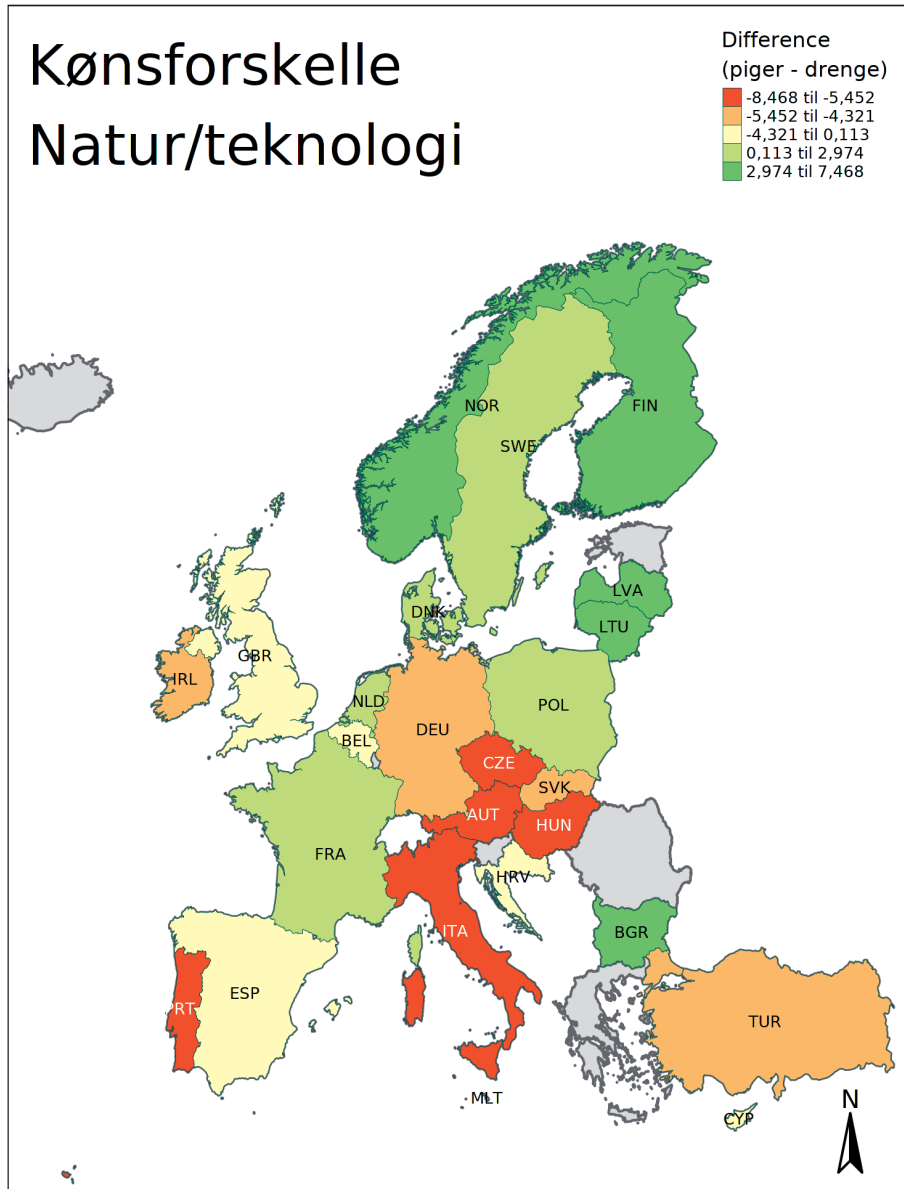 Kønsforskelle
Natur/teknologi
Difference
(piger - drenge)
-8,468 til -5,452
-5,452 til -4,321
-4,321 til 0,113
0,113 til 2,974
2,974 til 7,468
NOR
FIN
SWE
LVA
DNK
LTU
GBR
IRL
NLD
POL
DEU
BEL
CZE
SVK
AUT
HUN
FRA
HRV
ITA
BGR
ESP
PRT
TUR
MLT
CYP
N